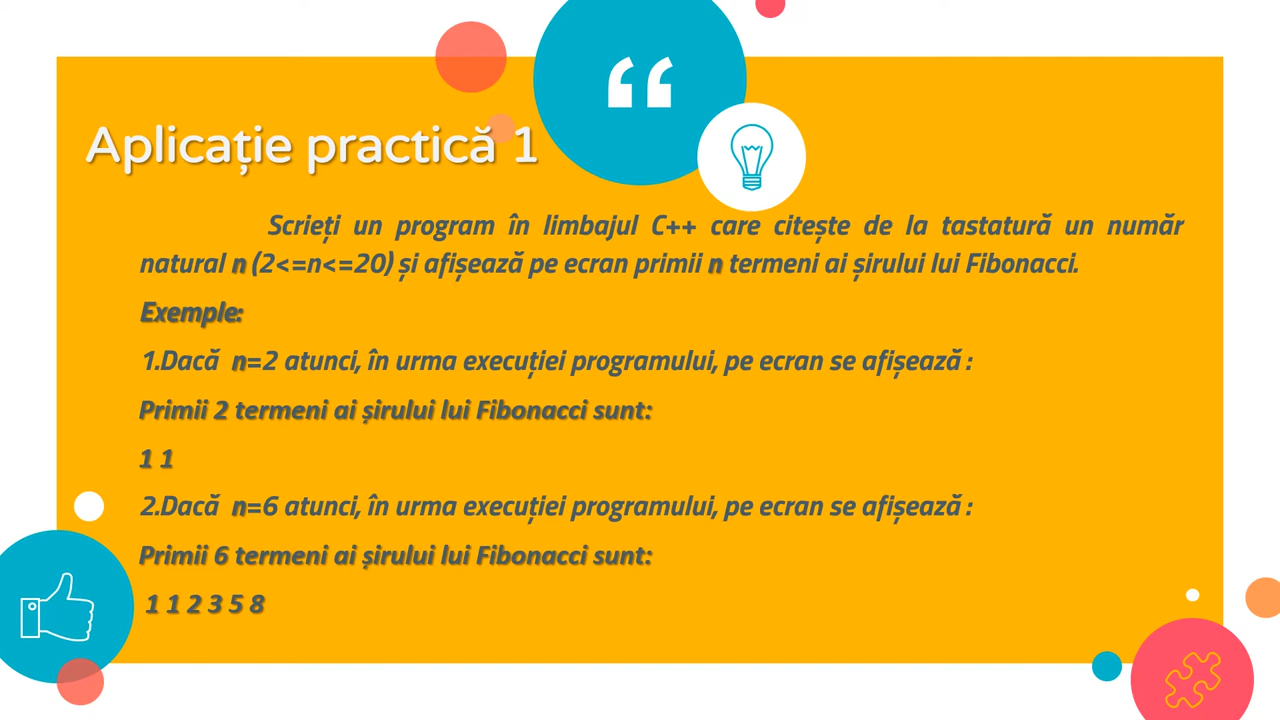 “
Aplicație practică 1
Scrieți un program în limbajul C++ care citește de la tastatură un număr
natural n (2<=n<=20) și afișează pe ecran primii n termeni ai șirului lui Fibonacci.
Exemple:
1.Dacă n=2 atunci, în urma execuției programului, pe ecran se afișează :
Primii 2 termeni ai șirului lui Fibonacci sunt:
1 1
2.Dacă n=6 atunci, în urma execuției programului, pe ecran se afișează :
Primii 6 termeni ai șirului lui Fibonacci sunt:
1 1 2 3 5 8